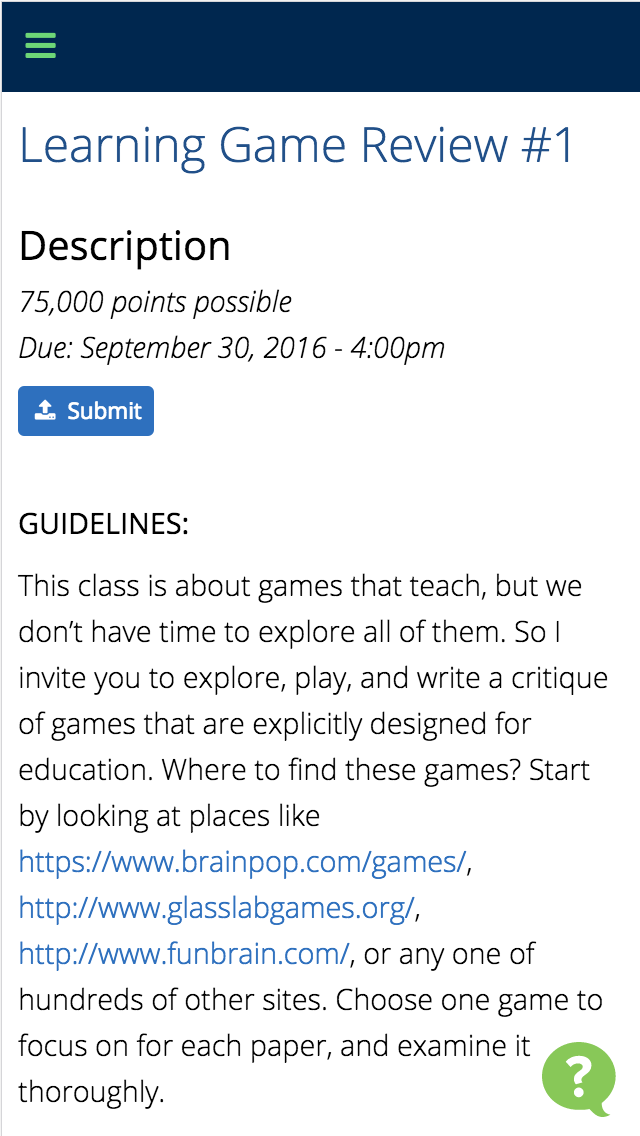 Learning Game Review #1
Description
75,000 points possible
Due: September 30, 2016 - 4:00pm
Submit
GUIDELINES:
This class is about games that teach, but we
don’t have time to explore all of them. So I
invite you to explore, play, and write a critique
of games that are explicitly designed for
education. Where to find these games? Start
by looking at places like
https://www.brainpop.com/games/,
http://www.glasslabgames.org/,
http://www.funbrain.com/, or any one of
hundreds of other sites. Choose one game to
focus on for each paper, and examine it
thoroughly.
?